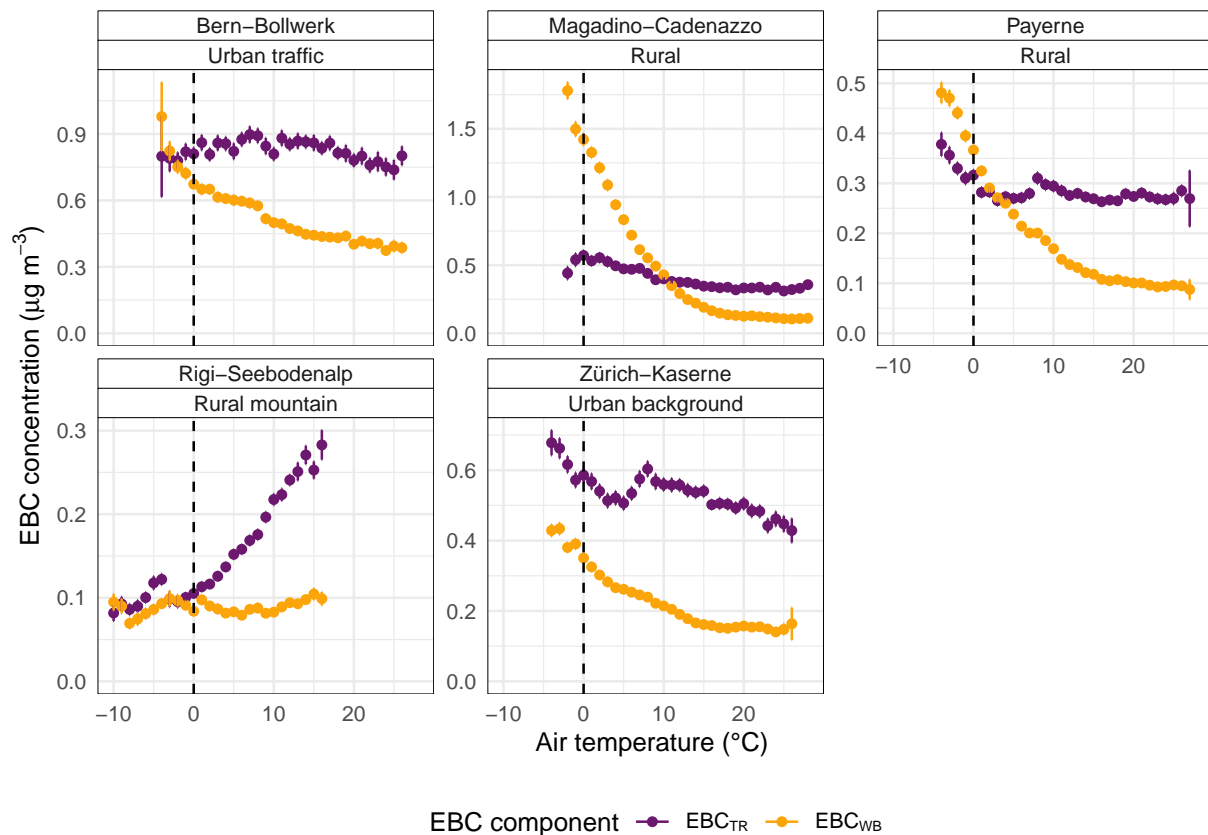 Bern−Bollwerk
Urban traffic
Magadino−Cadenazzo
Rural
Payerne
Rural
0.9
0.6
0.3
0.0
1.5
1.0
0.5
0.0
0.5
0.4
0.3
0.2
0.1
0.0
−10 0 10 20
Rigi−Seebodenalp
Rural mountain
Zürich−Kaserne
Urban background
0.3
0.2
0.1
0.0
0.6
0.4
0.2
0.0
−10 0 10 20
−10 0 10 20
EBC concentration (μg m⁻³)
Air temperature (°C)
EBC component EBC_TR EBC_WB